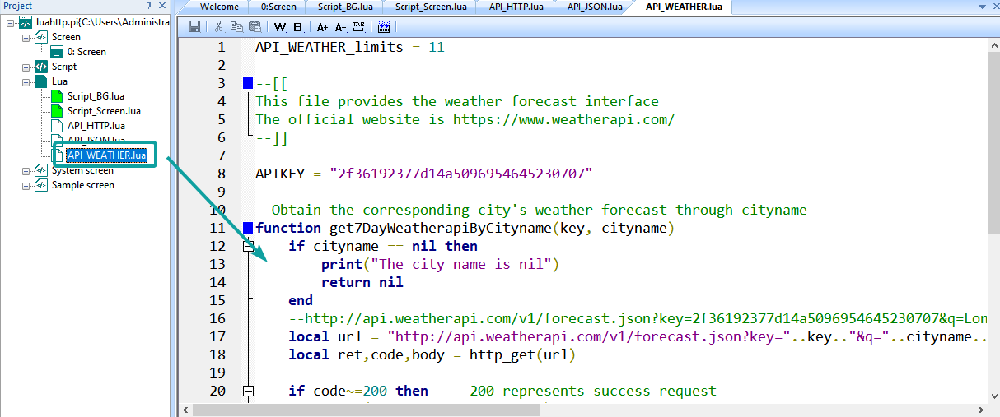 Project
luahttp.pi{C:\Users\Administra
Screen
0: Screen
Script
Lua
Script_BG.lua
Script_Screen.lua
API_HTTP.lua
API_JSON.lua
API_WEATHER.lua
System screen
Sample screen
Welcome 0:Screen Script_BG.lua Script_Screen.lua API_HTTP.lua API_JSON.lua API_WEATHER.lua
W B A+ A- TAB
1 API_WEATHER_limits = 11
2
3 --[[
4 This file provides the weather forecast interface
5 The official website is https://www.weatherapi.com/
6 --]]
7
8 APIKEY = "2f36192377d14a5096954645230707"
9
10 --Obtain the corresponding city's weather forecast through cityname
11 function get7DayWeatherapiByCityname(key, cityname)
12 if cityname == nil then
13 print("The city name is nil")
14 return nil
15 end
16 --http://api.weatherapi.com/v1/forecast.json?key=2f36192377d14a5096954645230707&q=Lon
17 local url = "http://api.weatherapi.com/v1/forecast.json?key="..key.."&q="..cityname..
18 local ret,code,body = http_get(url)
19
20 if code~=200 then --200 represents success request